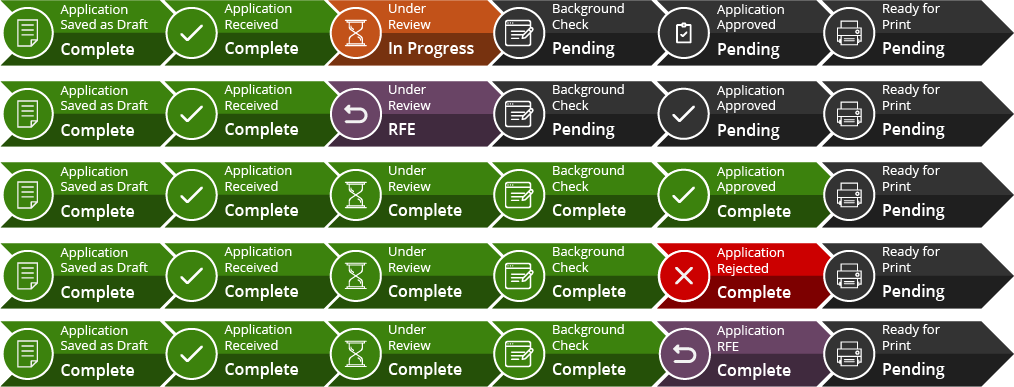 Application
Saved as Draft
Complete
Application
Received
Complete
Under
Review
In Progress
Background
Check
Pending
Application
Approved
Pending
Ready for
Print
Pending
Application
Saved as Draft
Complete
Application
Received
Complete
Under
Review
RFE
Background
Check
Pending
Application
Approved
Pending
Ready for
Print
Pending
Application
Saved as Draft
Complete
Application
Received
Complete
Under
Review
Complete
Background
Check
Complete
Application
Approved
Complete
Ready for
Print
Pending
Application
Saved as Draft
Complete
Application
Received
Complete
Under
Review
Complete
Background
Check
Complete
Application
Rejected
Complete
Ready for
Print
Pending
Application
Saved as Draft
Complete
Application
Received
Complete
Under
Review
Complete
Background
Check
Complete
Application
RFE
Complete
Ready for
Print
Pending